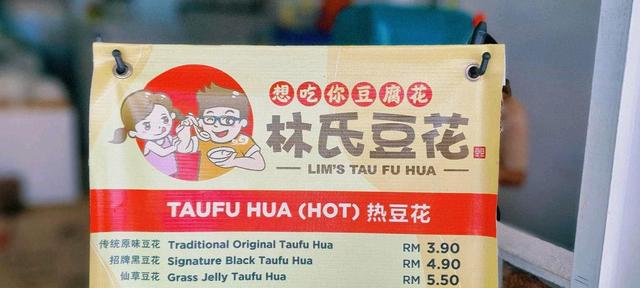 想吃你豆腐花
林氏豆花
LIM'S TAU FU HUA
TAUFU HUA (HOT) 热豆花
传统原味豆花 Traditional Original Taufu Hua RM 3.90
招牌黑豆花 Signature Black Taufu Hua RM 4.90
仙草豆花 Grass Jelly Taufu Hua RM 5.50